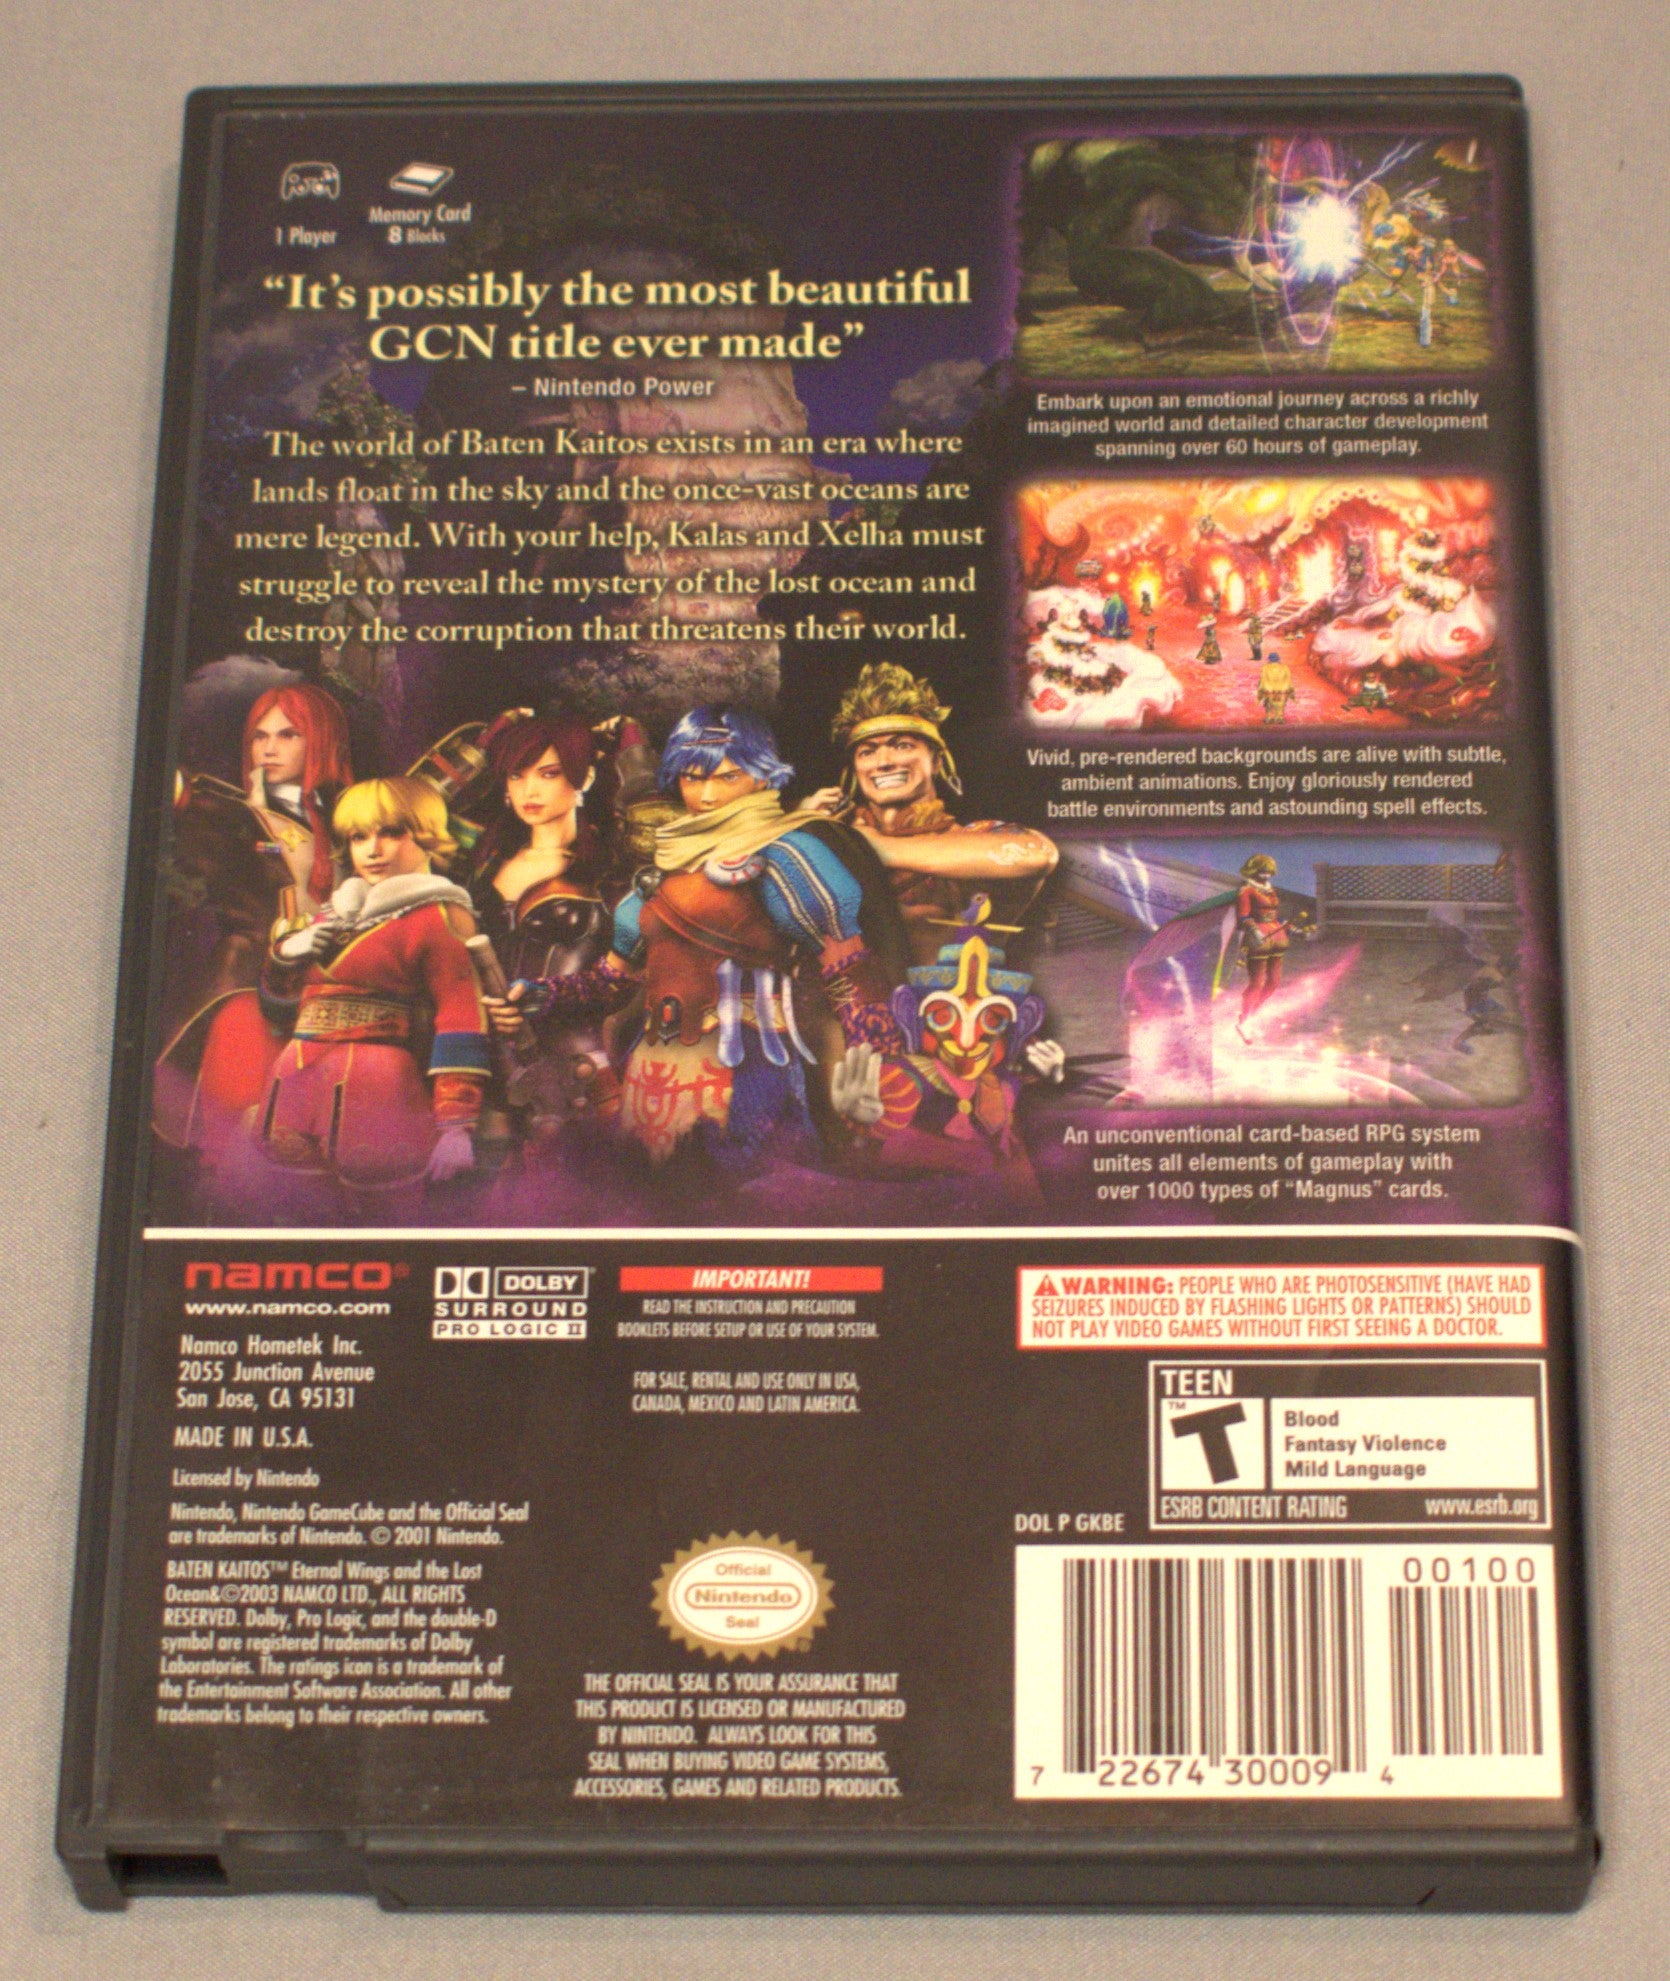 1 Player
Memory Card
8 Blocks
“It’s possibly the most beautiful
GCN title ever made”
– Nintendo Power
The world of Baten Kaitos exists in an era where
lands float in the sky and the once-vast oceans are
mere legend. With your help, Kalas and Xelha must
struggle to reveal the mystery of the lost ocean and
destroy the corruption that threatens their world.
Embark upon an emotional journey across a richly
imagined world and detailed character development
spanning over 60 hours of gameplay.
Vivid, pre-rendered backgrounds are alive with subtle,
ambient animations. Enjoy gloriously rendered
battle environments and astounding spell effects.
An unconventional card-based RPG system
unites all elements of gameplay with
over 1000 types of “Magnus” cards.
namco®
www.namco.com
Namco Hometek Inc.
2055 Junction Avenue
San Jose, CA 95131
MADE IN U.S.A.
Licensed by Nintendo
Nintendo, Nintendo GameCube and the Official Seal
are trademarks of Nintendo. © 2001 Nintendo.
BATEN KAITOS™ Eternal Wings and the Lost
Ocean&©2003 NAMCO LTD., ALL RIGHTS
RESERVED. Dolby, Pro Logic, and the double-D
symbol are registered trademarks of Dolby
Laboratories. The ratings icon is a trademark of
the Entertainment Software Association. All other
trademarks belong to their respective owners.
DOLBY
SURROUND
PRO LOGIC II
IMPORTANT!
READ THE INSTRUCTION AND PRECAUTION
BOOKLETS BEFORE SETUP OR USE OF YOUR SYSTEM.
FOR SALE, RENTAL AND USE ONLY IN USA,
CANADA, MEXICO AND LATIN AMERICA.
Official
Nintendo
Seal
THE OFFICIAL SEAL IS YOUR ASSURANCE THAT
THIS PRODUCT IS LICENSED OR MANUFACTURED
BY NINTENDO. ALWAYS LOOK FOR THIS
SEAL WHEN BUYING VIDEO GAME SYSTEMS,
ACCESSORIES, GAMES AND RELATED PRODUCTS.
WARNING: PEOPLE WHO ARE PHOTOSENSITIVE (HAVE HAD
SEIZURES INDUCED BY FLASHING LIGHTS OR PATTERNS) SHOULD
NOT PLAY VIDEO GAMES WITHOUT FIRST SEEING A DOCTOR.
TEEN
T™
Blood
Fantasy Violence
Mild Language
ESRB CONTENT RATING www.esrb.org
DOL P GKBE
00100
7 22674 30009 4